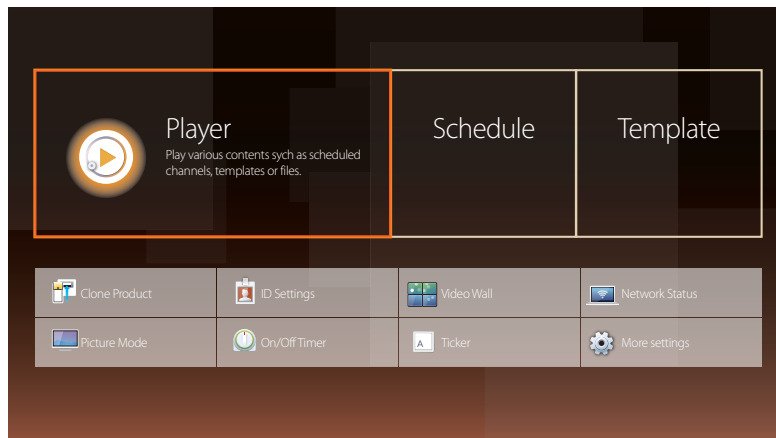 Player
Play various contents sych as scheduled
channels, templates or files.
Schedule
Template
Clone Product
ID Settings
Video Wall
Network Status
Picture Mode
On/Off Timer
A
Ticker
More settings